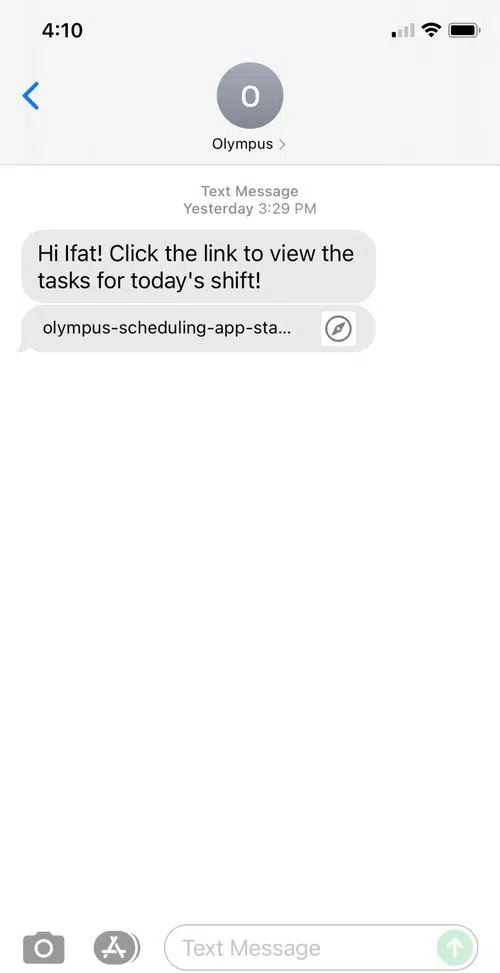 4:10
O
Olympus
Text Message
Yesterday 3:29 PM
Hi Ifat! Click the link to view the
tasks for today's shift!
olympus-scheduling-app-sta...
Text Message